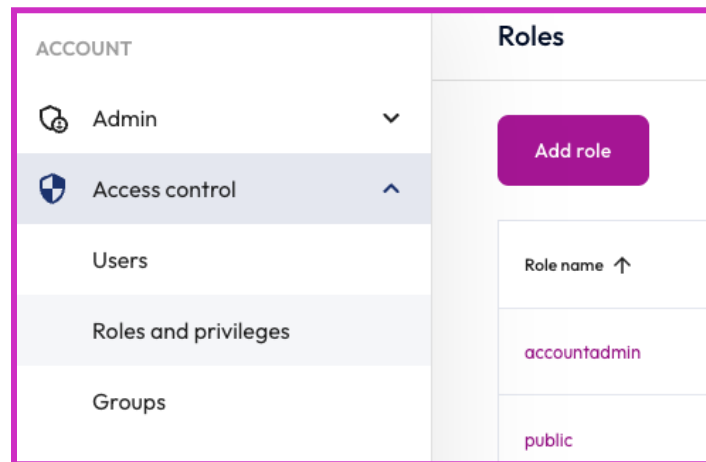 ACCOUNT
Admin
Access control
Users
Roles and privileges
Groups
Roles
Add role
Role name ↑
accountadmin
public